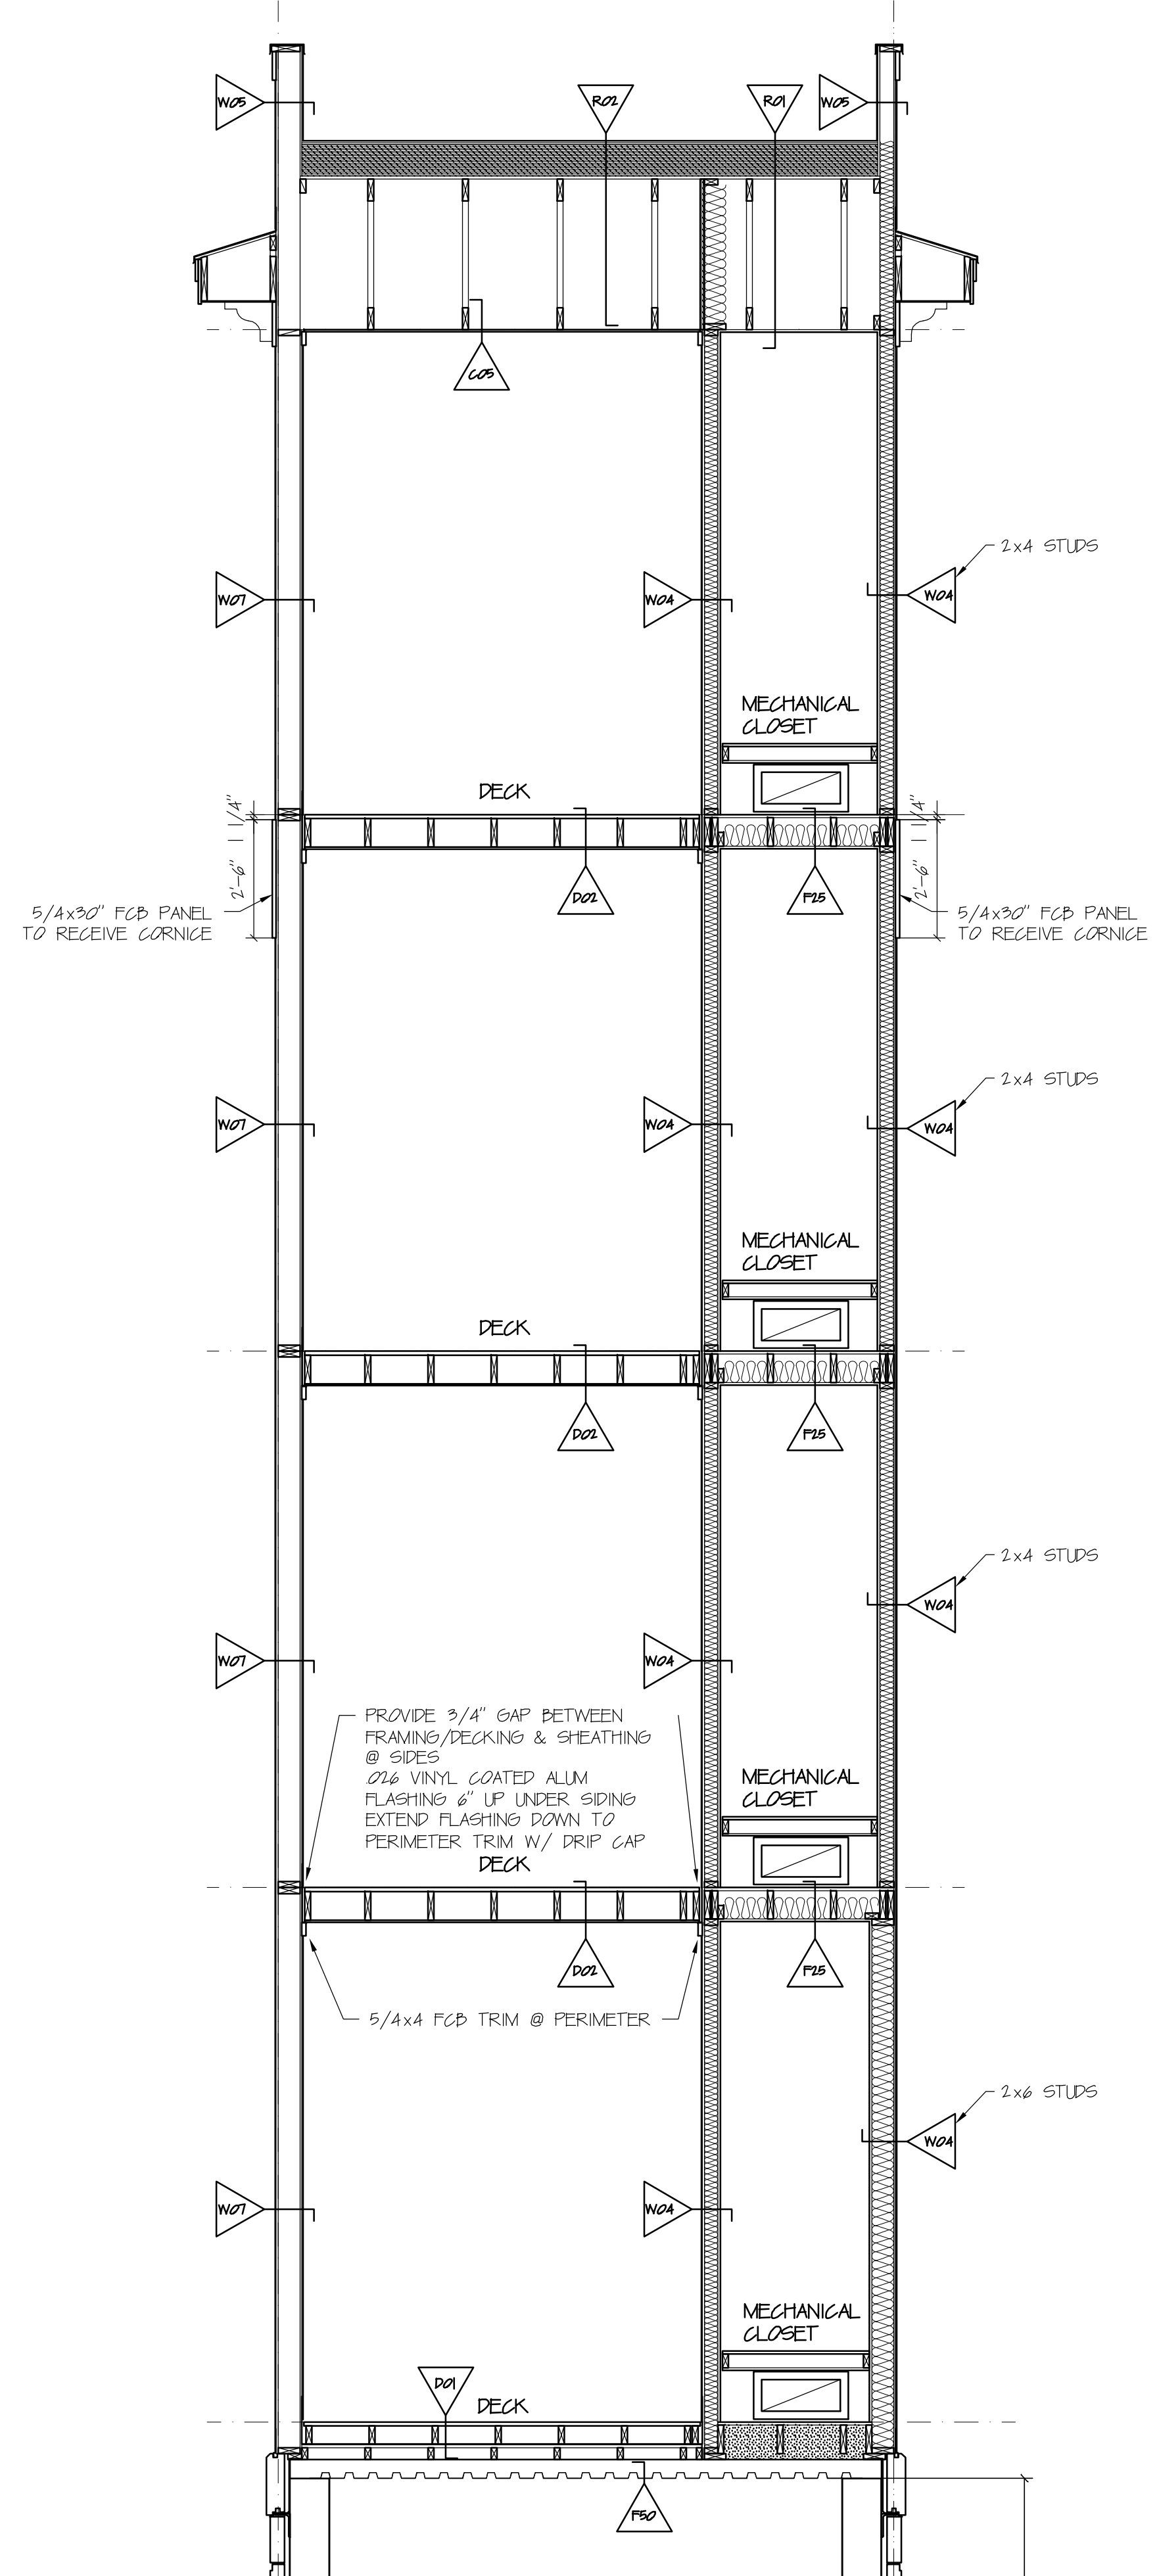 W05
R02
R01
W05
C05
2x4 STUDS
W07
W04
W04
MECHANICAL
CLOSET
DECK
1 1/4"
1 1/4"
2'-6"
2'-6"
D02
F25
5/4x30" FCB PANEL
TO RECEIVE CORNICE
5/4x30" FCB PANEL
TO RECEIVE CORNICE
2x4 STUDS
W07
W04
W04
MECHANICAL
CLOSET
DECK
D02
F25
2x4 STUDS
W04
W07
W04
PROVIDE 3/4" GAP BETWEEN
FRAMING/DECKING & SHEATHING
@ SIDES
.026 VINYL COATED ALUM
FLASHING 6" UP UNDER SIDING
EXTEND FLASHING DOWN TO
PERIMETER TRIM W/ DRIP CAP
MECHANICAL
CLOSET
DECK
D02
F25
5/4x4 FCB TRIM @ PERIMETER
2x6 STUDS
W04
W07
W04
MECHANICAL
CLOSET
D01
DECK
F50